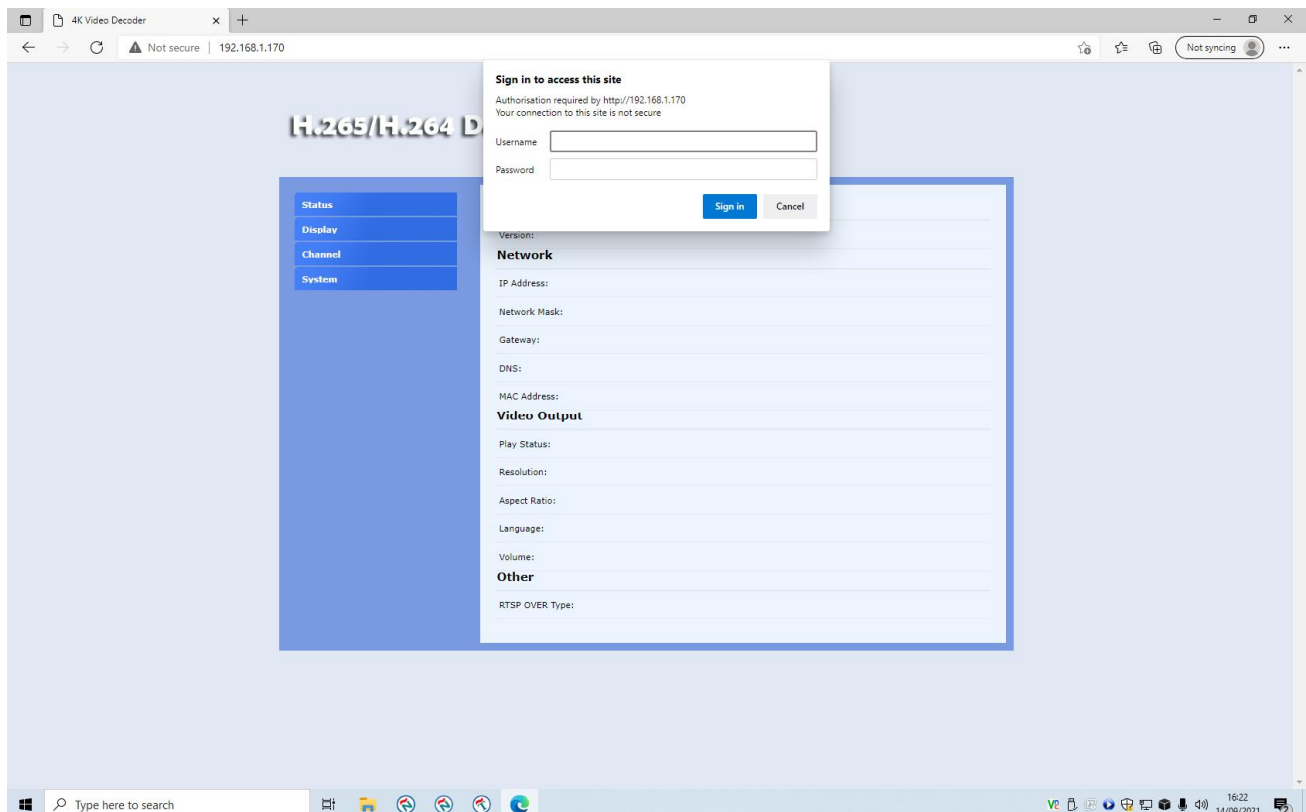 4K Video Decoder
Not secure | 192.168.1.170
Not syncing
Sign in to access this site
Authorisation required by http://192.168.1.170
Your connection to this site is not secure
Username
Password
Sign in
Cancel
H.265/H.264 D
Status
Display
Channel
System
Version:
Network
IP Address:
Network Mask:
Gateway:
DNS:
MAC Address:
Video Output
Play Status:
Resolution:
Aspect Ratio:
Language:
Volume:
Other
RTSP OVER Type:
Type here to search
16:22
14/09/2021